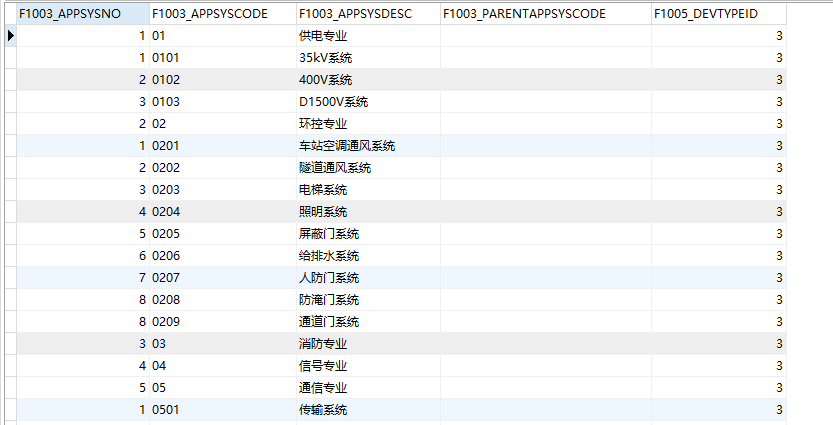 F1003_APPSYSNO F1003_APPSYSCODE F1003_APPSYSDESC F1003_PARENTAPPSYSCODE F1005_DEVTYPEID
1 01 供电专业 3
1 0101 35kV系统 3
2 0102 400V系统 3
3 0103 D1500V系统 3
2 02 环控专业 3
1 0201 车站空调通风系统 3
2 0202 隧道通风系统 3
3 0203 电梯系统 3
4 0204 照明系统 3
5 0205 屏蔽门系统 3
6 0206 给排水系统 3
7 0207 人防门系统 3
8 0208 防淹门系统 3
8 0209 通道门系统 3
3 03 消防专业 3
4 04 信号专业 3
5 05 通信专业 3
1 0501 传输系统 3